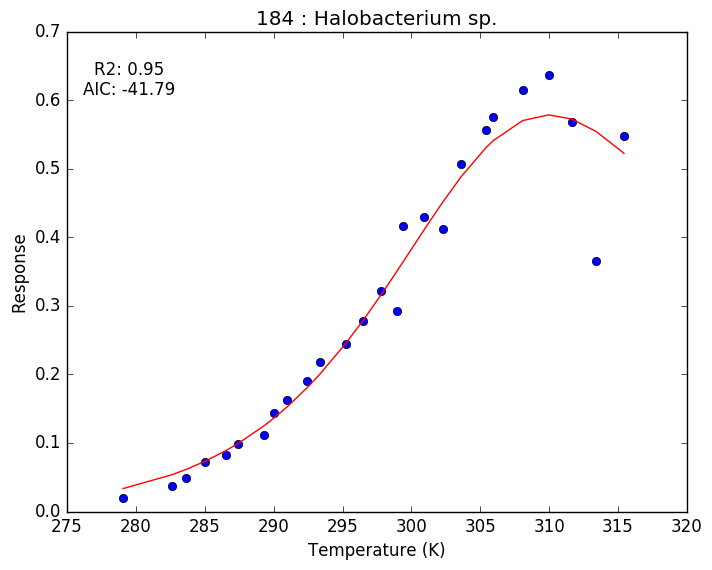 184 : Halobacterium sp.
R2: 0.95
AIC: -41.79
Response
0.7
0.6
0.5
0.4
0.3
0.2
0.1
0.0
275 280 285 290 295 300 305 310 315 320
Temperature (K)